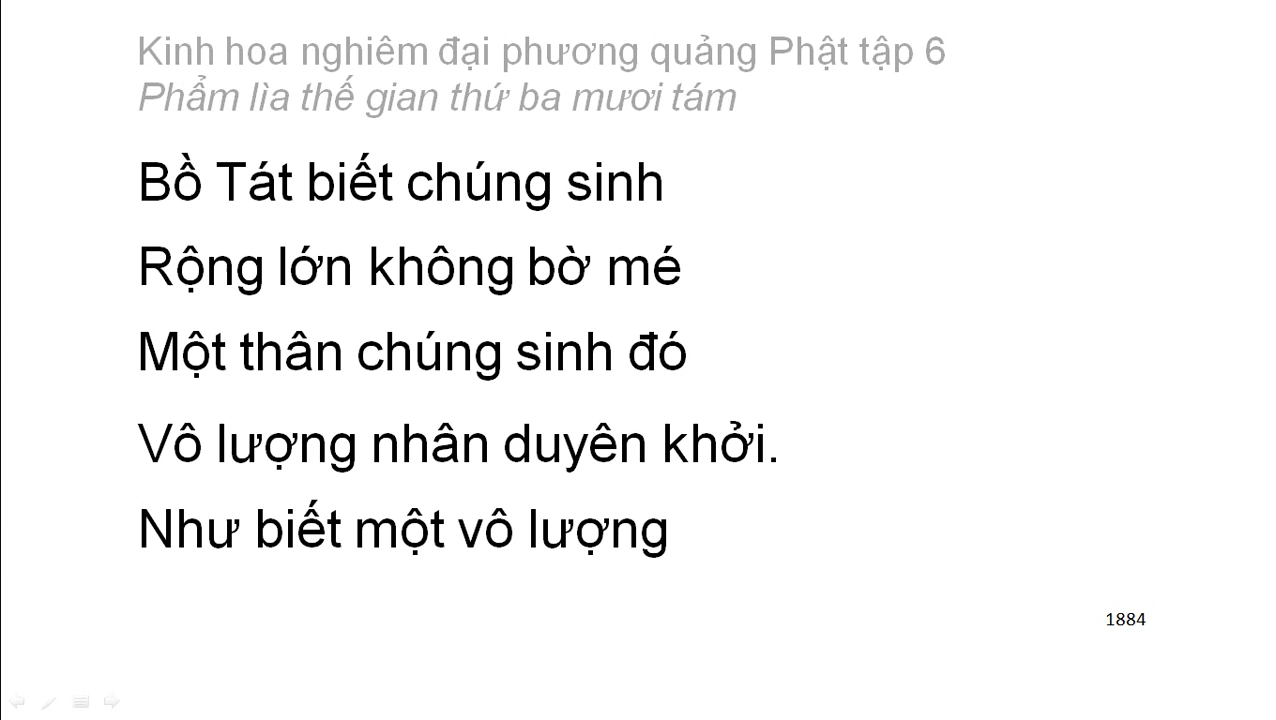 Kinh hoa nghiêm đại phương quảng Phật tập 6
Phẩm lìa thế gian thứ ba mươi tám
Bồ Tát biết chúng sinh
Rộng lớn không bờ mé
Một thân chúng sinh đó
Vô lượng nhân duyên khởi.
Như biết một vô lượng
1884